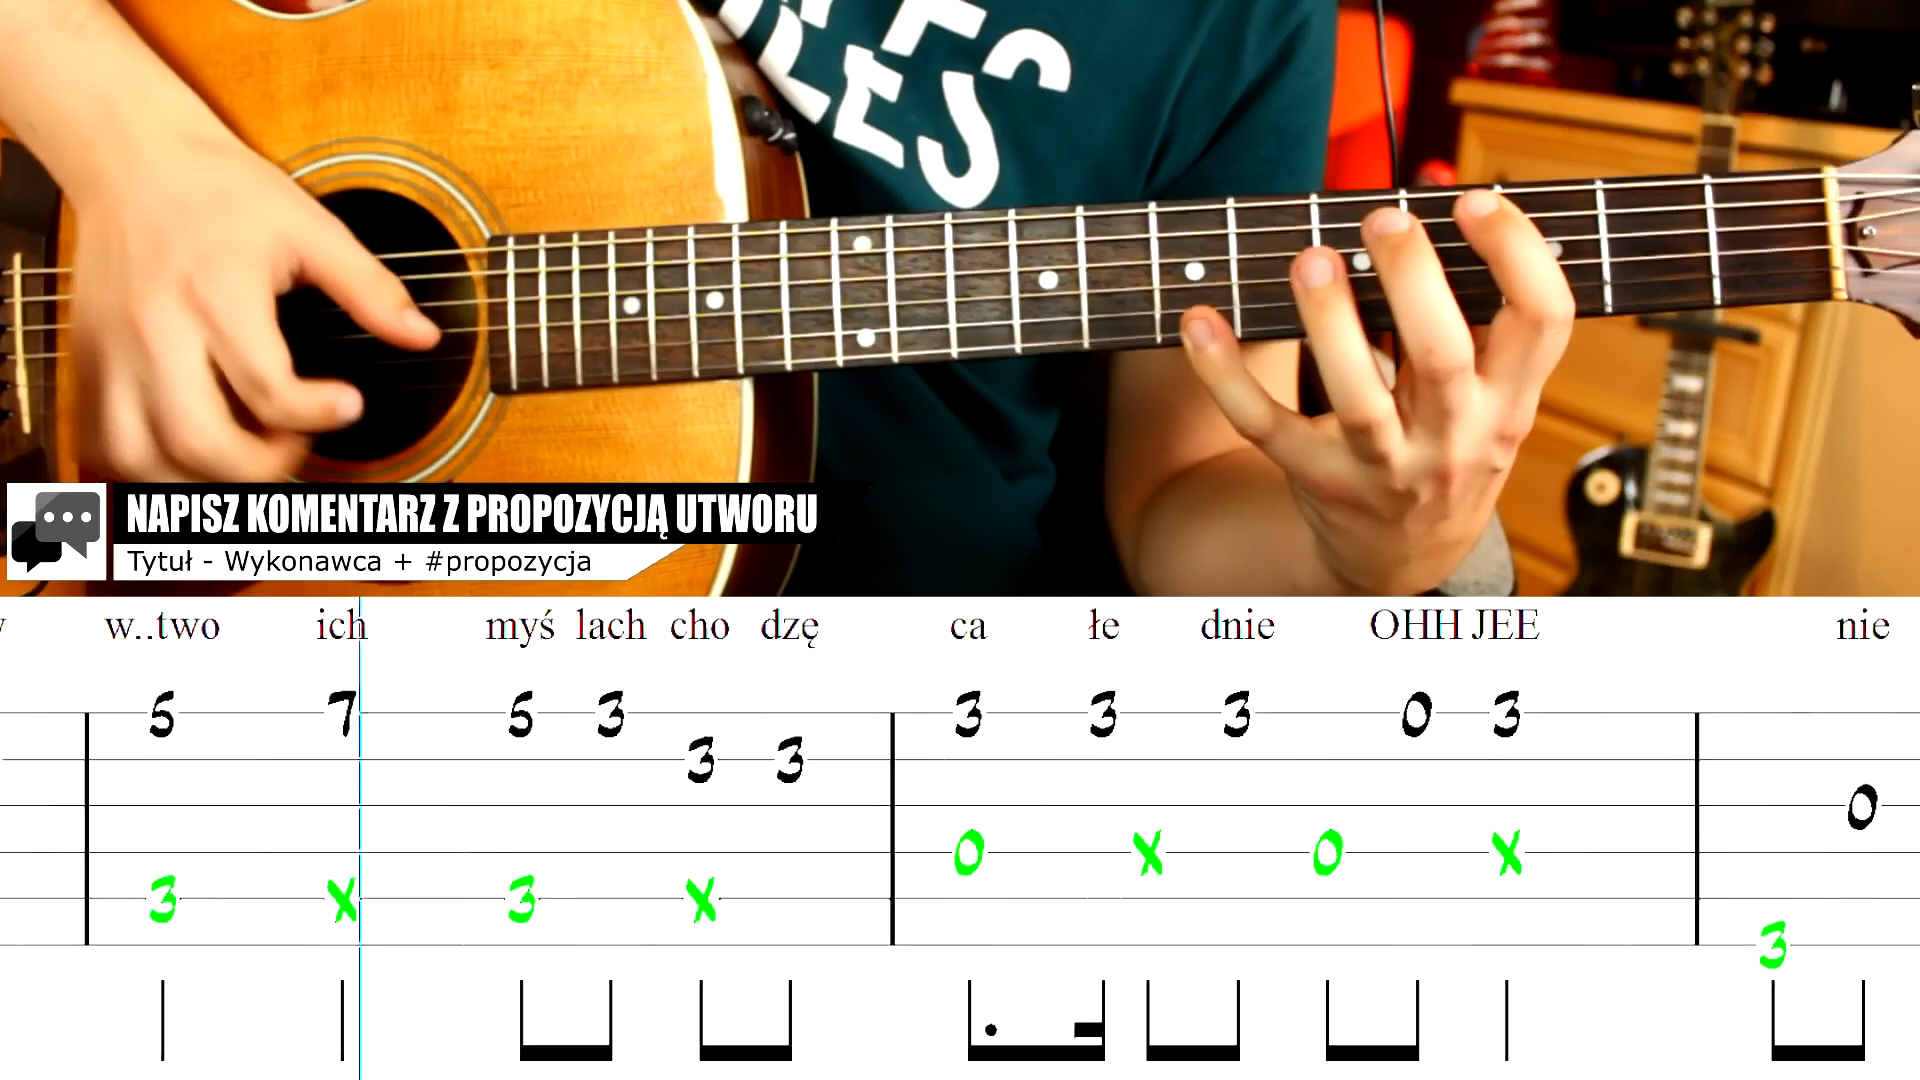 LES
NAPISZ KOMENTARZ Z PROPOZYCJĄ UTWORU
Tytuł - Wykonawca + #propozycja
w..two ich myś lach cho dzę ca łe dnie OHH JEE nie
5 7 5 3 3 3 3 0 3
3 3
0
0 x 0 x
3 x 3 x
3